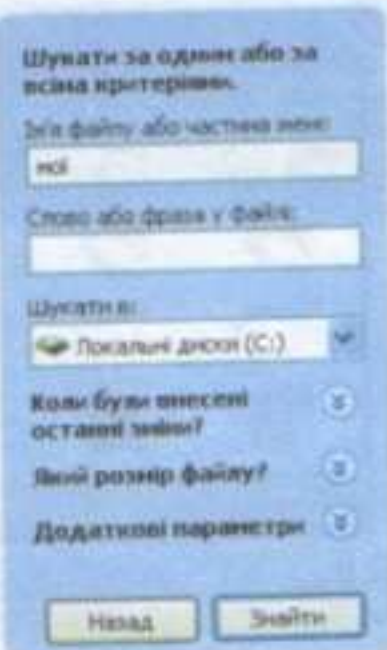 Шукати за одним або за
всіма критеріями.
Ім'я файлу або частина імені:
мої
Слово або фраза у файлі:
Шукати в:
Локальні диски (C:)
Коли були внесені
останні зміни?
Який розмір файлу?
Додаткові параметри
Назад
Знайти